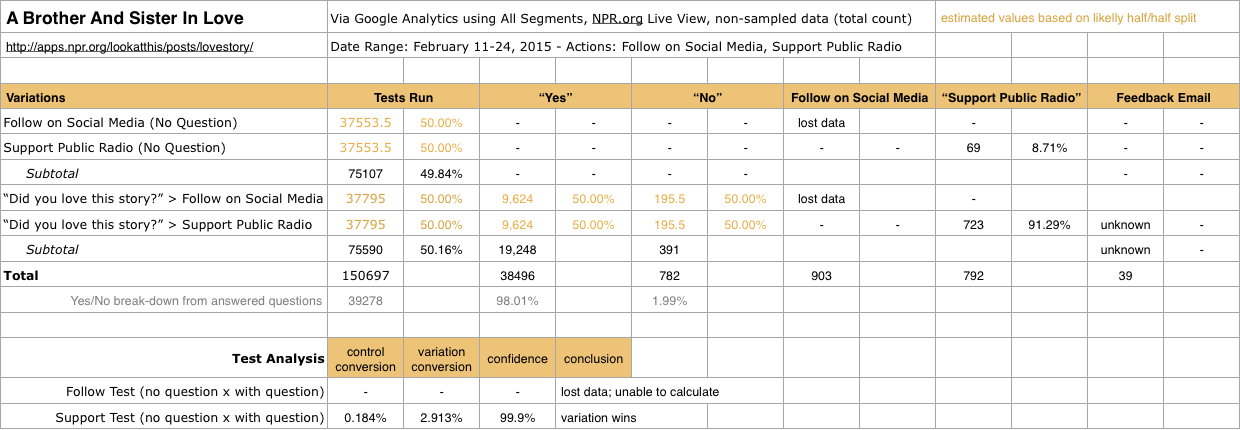 A Brother And Sister In Love Via Google Analytics using All Segments, NPR.org Live View, non-sampled data (total count) estimated values based on likelly half/half split
http://apps.npr.org/lookatthis/posts/lovestory/ Date Range: February 11-24, 2015 - Actions: Follow on Social Media, Support Public Radio
Variations Tests Run “Yes” “No” Follow on Social Media “Support Public Radio” Feedback Email
Follow on Social Media (No Question) 37553.5 50.00% - - - - lost data - - -
Support Public Radio (No Question) 37553.5 50.00% - - - - - - 69 8.71% - -
Subtotal 75107 49.84% - - - - - -
“Did you love this story?” > Follow on Social Media 37795 50.00% 9,624 50.00% 195.5 50.00% lost data -
“Did you love this story?” > Support Public Radio 37795 50.00% 9,624 50.00% 195.5 50.00% - - 723 91.29% unknown -
Subtotal 75590 50.16% 19,248 391 unknown -
Total 150697 38496 782 903 792 39
Yes/No break-down from answered questions 39278 98.01% 1.99%
Test Analysis control conversion variation conversion confidence conclusion
Follow Test (no question x with question) - - - lost data; unable to calculate
Support Test (no question x with question) 0.184% 2.913% 99.9% variation wins